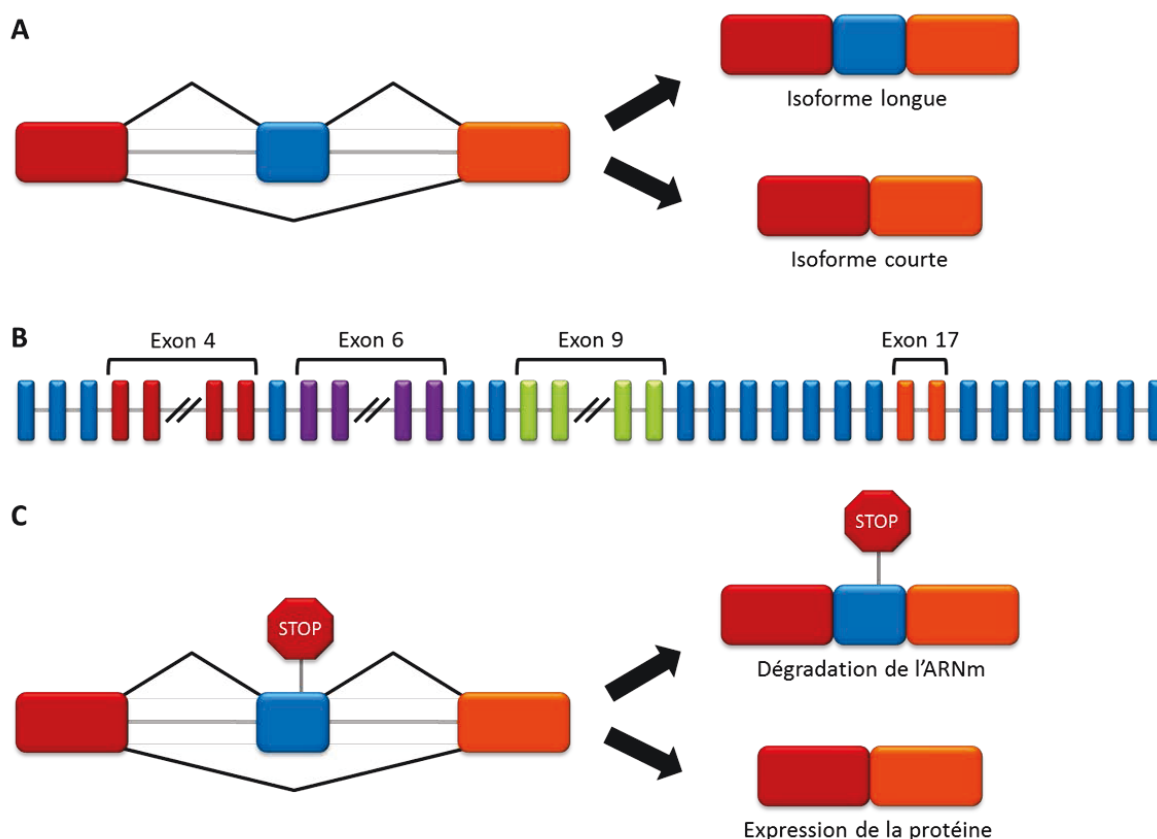 A
Isoforme longue
Isoforme courte
B
Exon 4
Exon 6
Exon 9
Exon 17
C
STOP
STOP
Dégradation de l'ARNm
Expression de la protéine